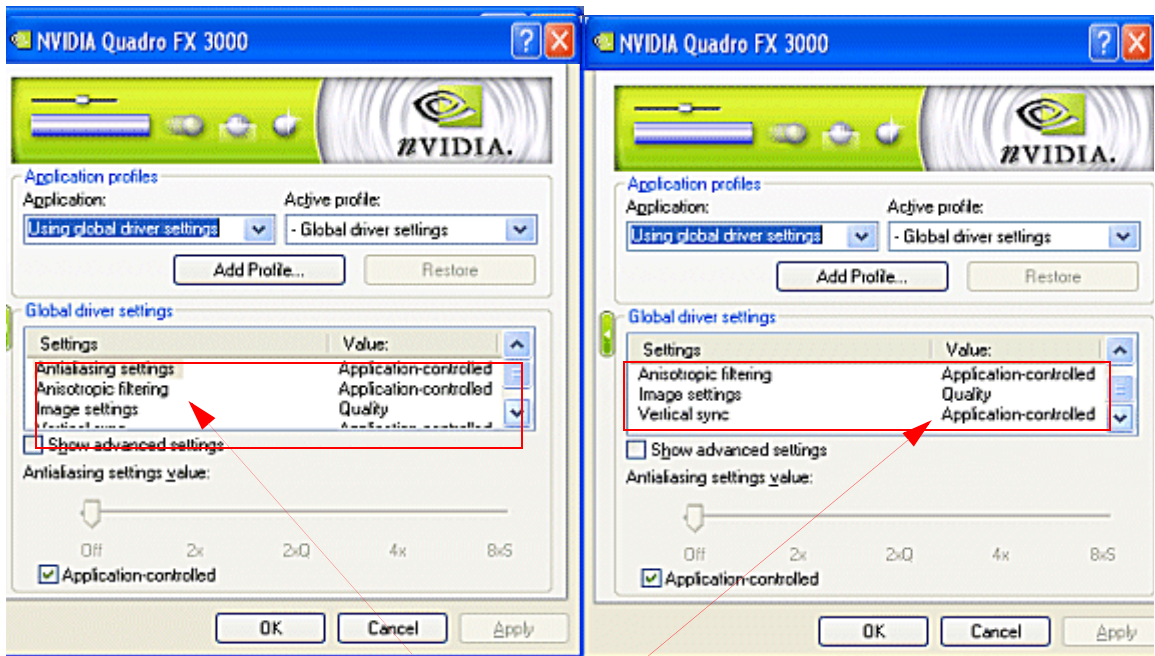 NVIDIA Quadro FX 3000
nVIDIA.
Application profiles
Application:
Active profile:
Using global driver settings
- Global driver settings
Add Profile...
Restore
Global driver settings
Settings
Value:
Antialiasing settings Application-controlled
Anisotropic filtering Application-controlled
Image settings Quality
Vertical sync Application-controlled
Show advanced settings
Antialiasing settings value:
Off 2x 2xQ 4x 8xS
Application-controlled
OK Cancel Apply
NVIDIA Quadro FX 3000
nVIDIA.
Application profiles
Application:
Active profile:
Using global driver settings
- Global driver settings
Add Profile...
Restore
Global driver settings
Settings
Value:
Anisotropic filtering Application-controlled
Image settings Quality
Vertical sync Application-controlled
Show advanced settings
Antialiasing settings value:
Off 2x 2xQ 4x 8xS
Application-controlled
OK Cancel Apply